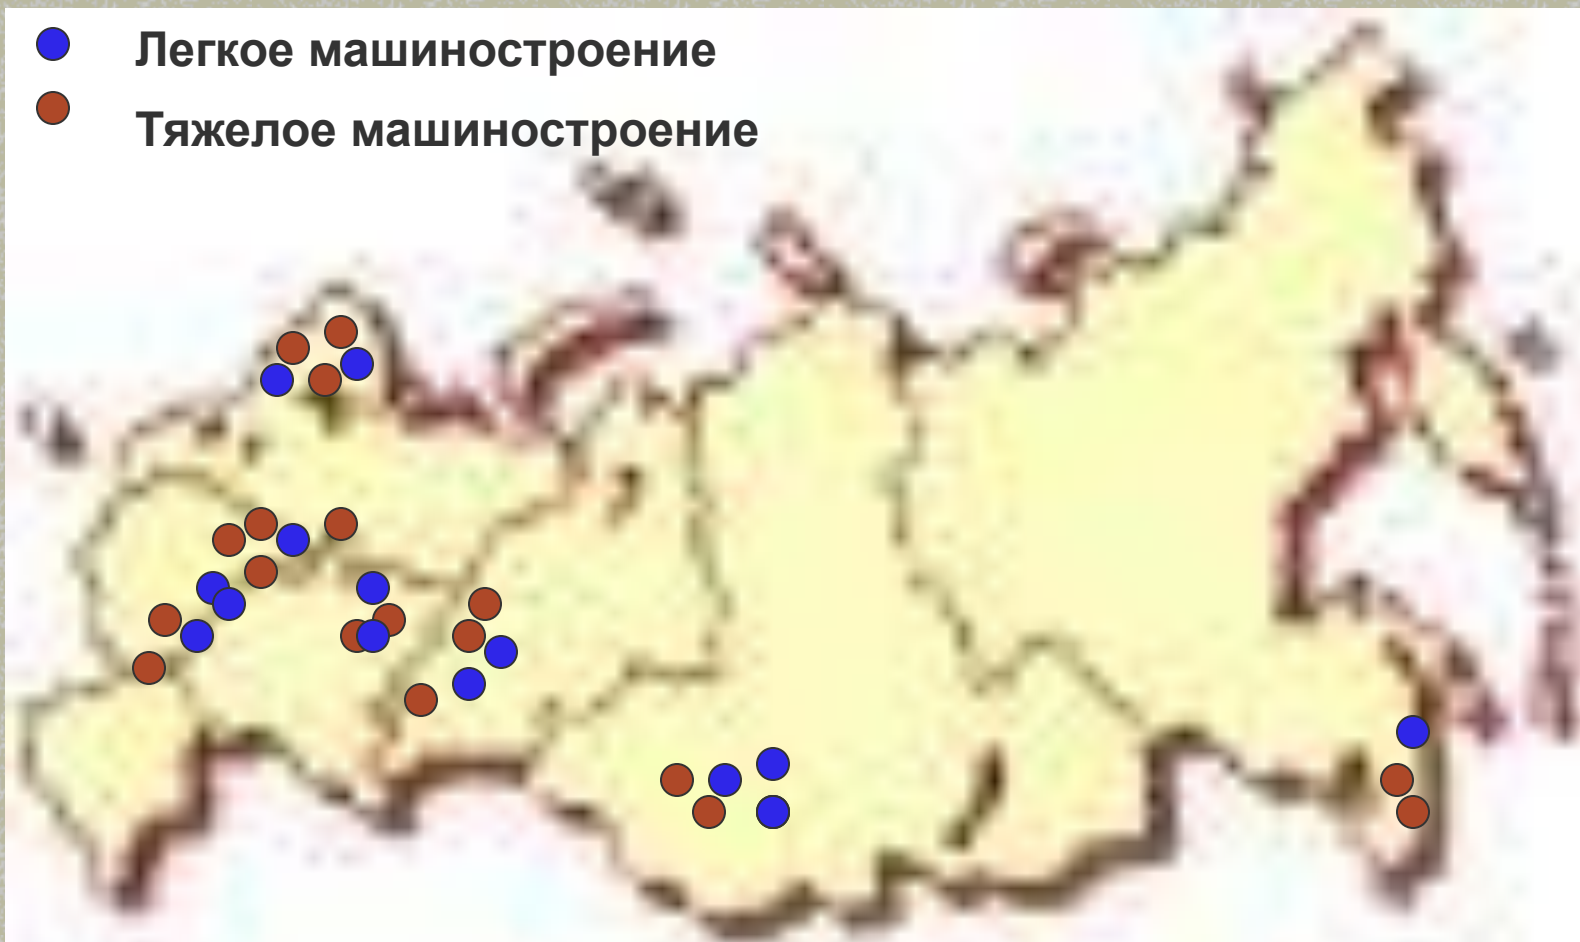 Легкое машиностроение
Тяжелое машиностроение